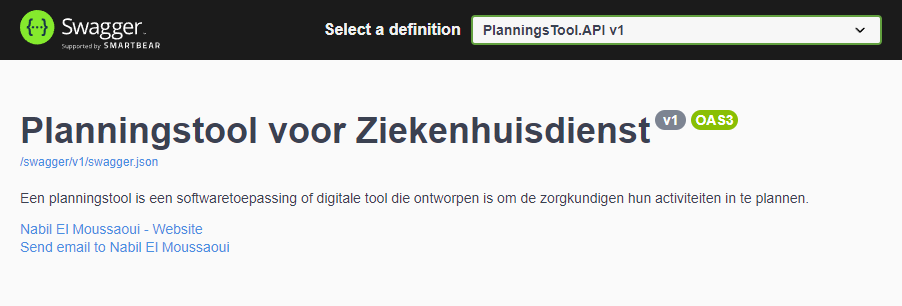 Swagger
Supported by SMARTBEAR
Select a definition
PlanningsTool.API v1
Planningstool voor Ziekenhuisdienst v1 OAS3
/swagger/v1/swagger.json
Een planningstool is een softwaretoepassing of digitale tool die ontworpen is om de zorgkundigen hun activiteiten in te plannen.
Nabil El Moussaoui - Website
Send email to Nabil El Moussaoui